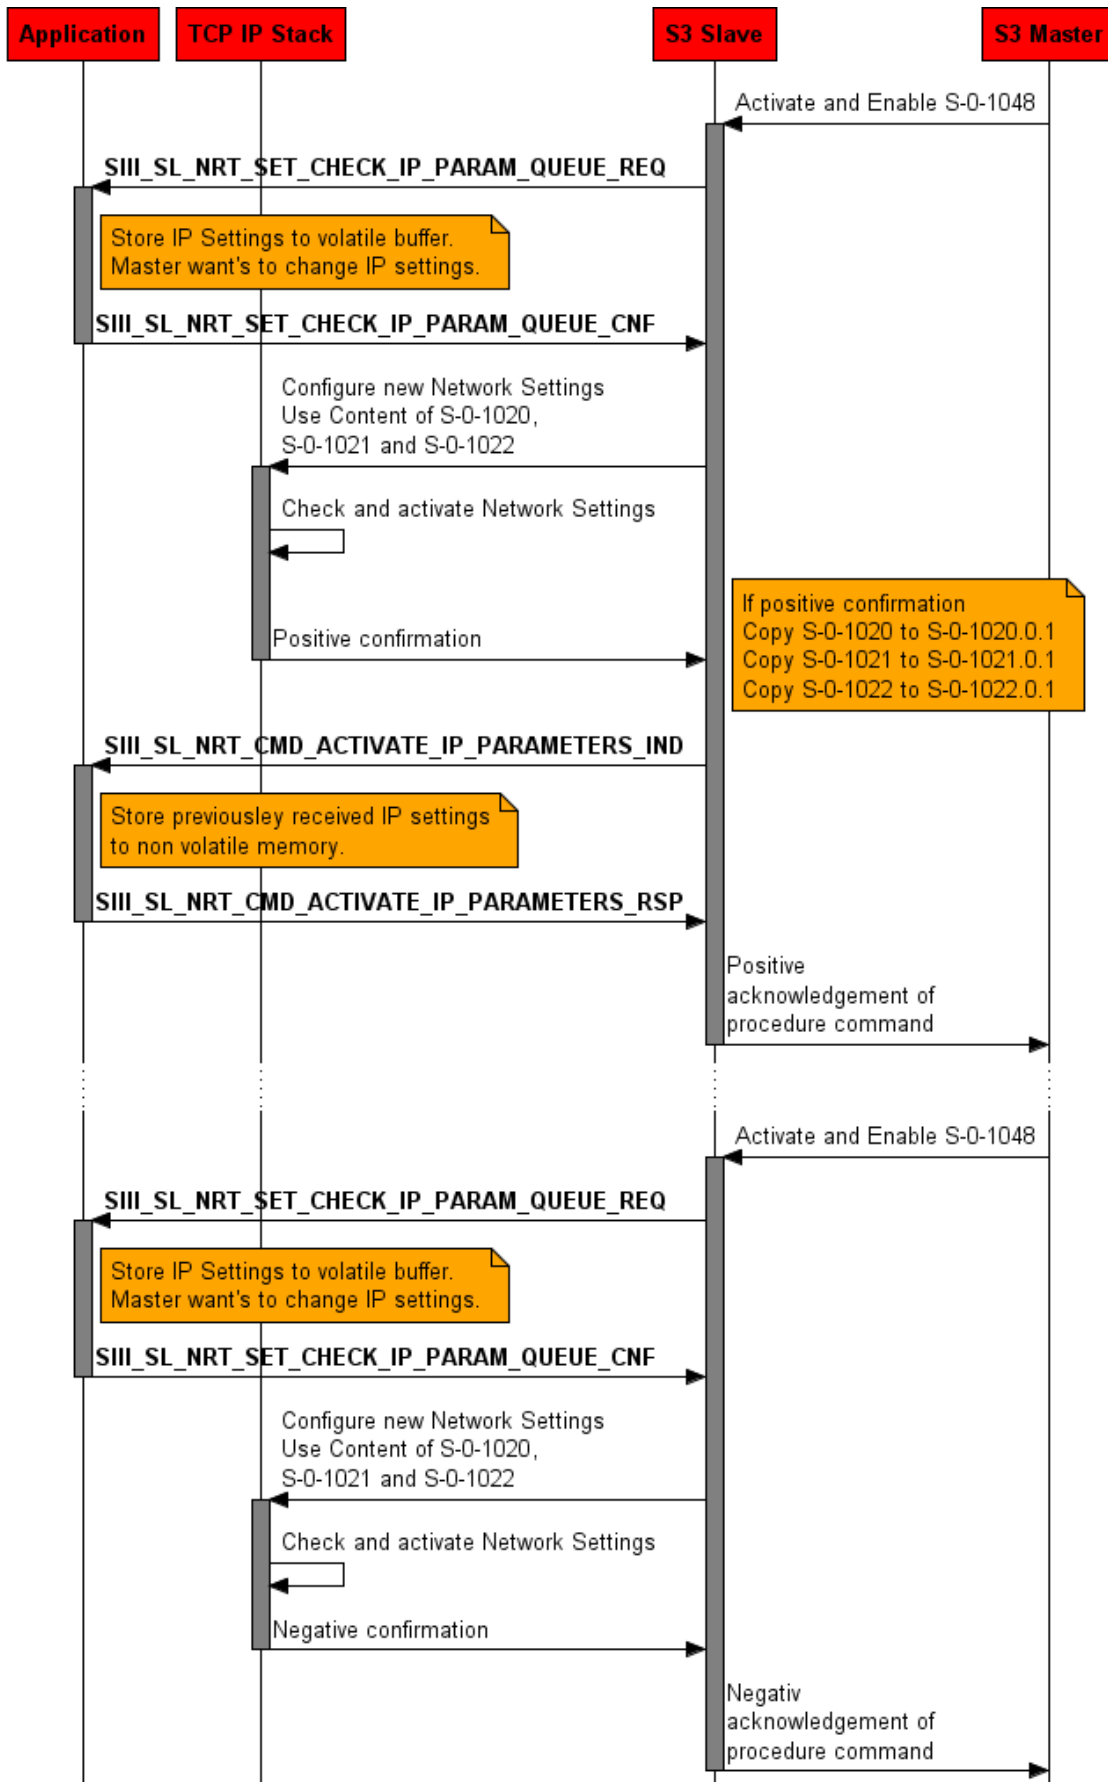 Application
TCP IP Stack
S3 Slave
S3 Master
Activate and Enable S-0-1048
SIII_SL_NRT_SET_CHECK_IP_PARAM_QUEUE_REQ
Store IP Settings to volatile buffer.
Master want's to change IP settings.
SIII_SL_NRT_SET_CHECK_IP_PARAM_QUEUE_CNF
Configure new Network Settings
Use Content of S-0-1020,
S-0-1021 and S-0-1022
Check and activate Network Settings
If positive confirmation
Copy S-0-1020 to S-0-1020.0.1
Copy S-0-1021 to S-0-1021.0.1
Copy S-0-1022 to S-0-1022.0.1
Positive confirmation
SIII_SL_NRT_CMD_ACTIVATE_IP_PARAMETERS_IND
Store previousley received IP settings
to non volatile memory.
SIII_SL_NRT_CMD_ACTIVATE_IP_PARAMETERS_RSP
Positive
acknowledgement of
procedure command
Activate and Enable S-0-1048
SIII_SL_NRT_SET_CHECK_IP_PARAM_QUEUE_REQ
Store IP Settings to volatile buffer.
Master want's to change IP settings.
SIII_SL_NRT_SET_CHECK_IP_PARAM_QUEUE_CNF
Configure new Network Settings
Use Content of S-0-1020,
S-0-1021 and S-0-1022
Check and activate Network Settings
Negative confirmation
Negativ
acknowledgement of
procedure command